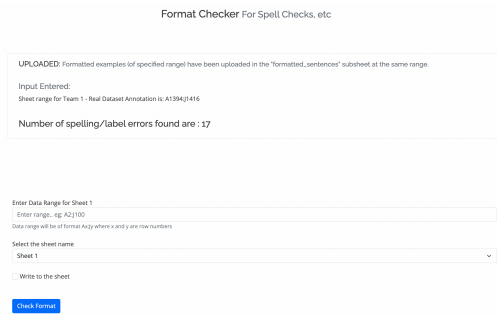 Format Checker For Spell Checks, etc
UPLOADED: Formatted examples (of specified range) have been uploaded in the "formatted_sentences" subsheet at the same range.
Input Entered:
Sheet range for Team 1 - Real Dataset Annotation is: A1394:J1416
Number of spelling/label errors found are : 17
Enter Data Range for Sheet 1
Enter range.. eg: A2:J100
Data range will be of format Ax:Jy where x and y are row numbers
Select the sheet name
Sheet 1
Write to the sheet
Check Format